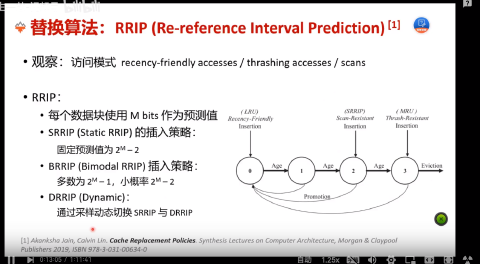 替换算法：RRIP (Re-reference Interval Prediction) [1]
• 观察：访问模式 recency-friendly accesses / thrashing accesses / scans
• RRIP：
• 每个数据块使用 M bits 作为预测值
• SRRIP (Static RRIP) 的插入策略：
固定预测值为 2ᴹ – 2
• BRRIP (Bimodal RRIP) 插入策略：
多数为 2ᴹ – 1，小概率 2ᴹ – 2
• DRRIP (Dynamic)：
通过采样动态切换 SRRIP 与 DRRIP
( LRU)
Recency-Friendly
Insertion
(SRRIP)
Scan-Resistant
Insertion
( MRU)
Thrash-Resistant
Insertion
0
Age
1
Age
2
Age
3
Eviction
Promotion
[1] Akanksha Jain, Calvin Lin. Cache Replacement Policies. Synthesis Lectures on Computer Architecture, Morgan & Claypool
Publishers 2019, ISBN 978-3-031-00634-0
0:13:05 / 1:11:41
自动
1.25x